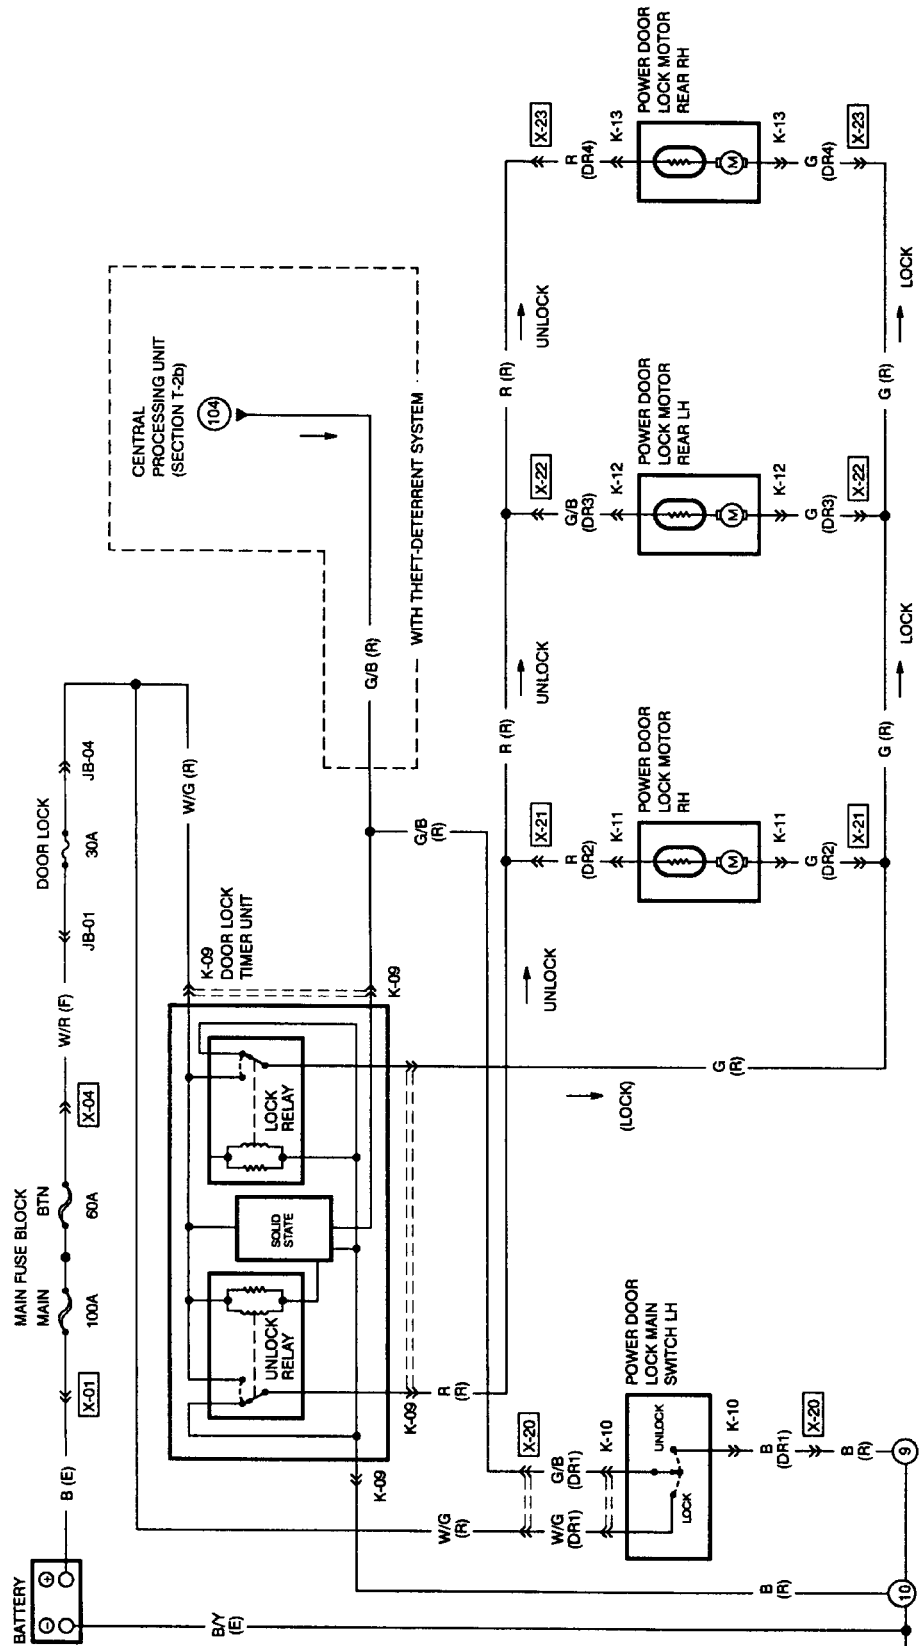 BATTERY
B (E)
X-01
MAIN FUSE BLOCK
MAIN
BTN
100A
60A
X-04
W/R (F)
JB-01
DOOR LOCK
30A
JB-04
B/Y
(E)
W/G (R)
K-09
DOOR LOCK
TIMER UNIT
UNLOCK
RELAY
SOLID
STATE
LOCK
RELAY
K-09
K-09
K-09
CENTRAL
PROCESSING UNIT
(SECTION T-2b)
104
G/B (R)
WITH THEFT-DETERRENT SYSTEM
G/B
(R)
R
(R)
(LOCK)
G
(R)
UNLOCK
R (R)
UNLOCK
R (R)
UNLOCK
W/G
(R)
X-20
W/G
(DR1)
G/B
(DR1)
K-10
POWER DOOR
LOCK MAIN
SWITCH LH
LOCK
UNLOCK
K-10
B
(DR1)
X-20
B
(R)
B
(R)
10
9
X-21
R
(DR2)
K-11
POWER DOOR
LOCK MOTOR
RH
M
K-11
G
(DR2)
X-21
X-22
G/B
(DR3)
K-12
POWER DOOR
LOCK MOTOR
REAR LH
M
K-12
G
(DR3)
X-22
X-23
R
(DR4)
K-13
POWER DOOR
LOCK MOTOR
REAR RH
M
K-13
G
(DR4)
X-23
G (R)
LOCK
G (R)
LOCK